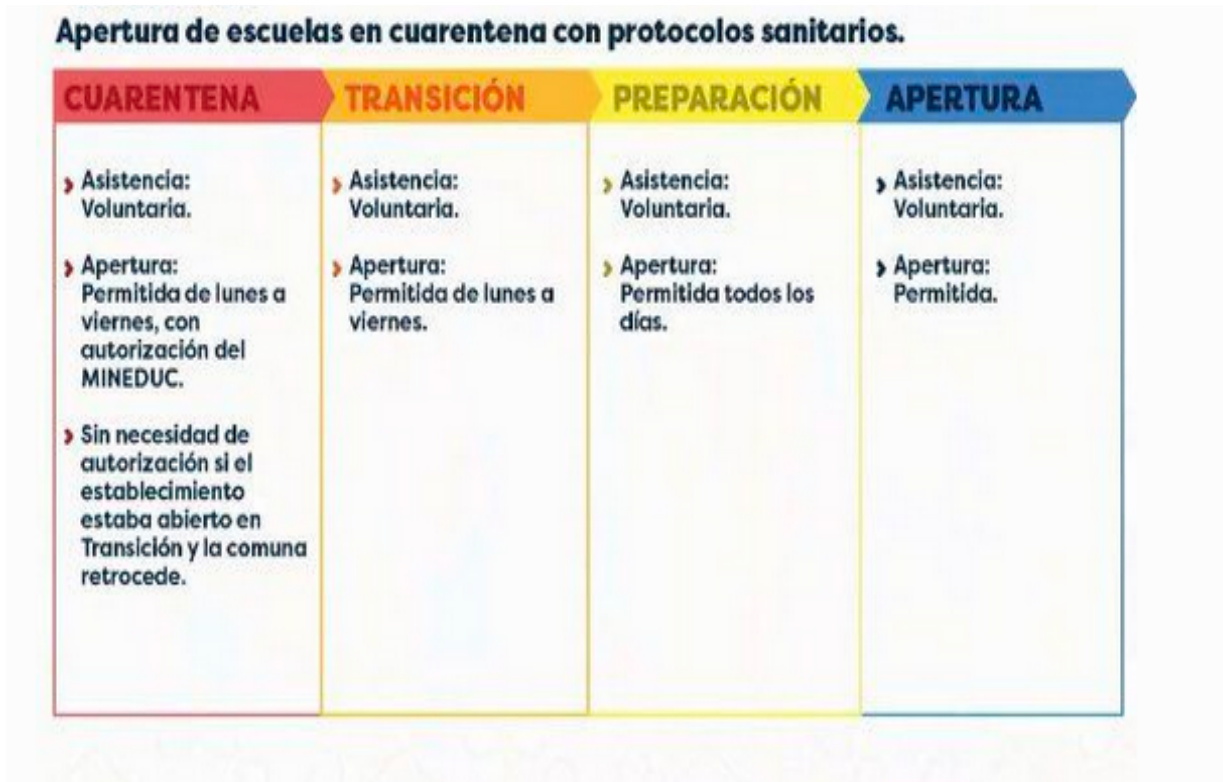 Apertura de escuelas en cuarentena con protocolos sanitarios.
CUARENTENA
Asistencia:
Voluntaria.
Apertura:
Permitida de lunes a
viernes, con
autorización del
MINEDUC.
Sin necesidad de
autorización si el
establecimiento
estaba abierto en
Transición y la comuna
retrocede.
TRANSICIÓN
Asistencia:
Voluntaria.
Apertura:
Permitida de lunes a
viernes.
PREPARACIÓN
Asistencia:
Voluntaria.
Apertura:
Permitida todos los
días.
APERTURA
Asistencia:
Voluntaria.
Apertura:
Permitida.